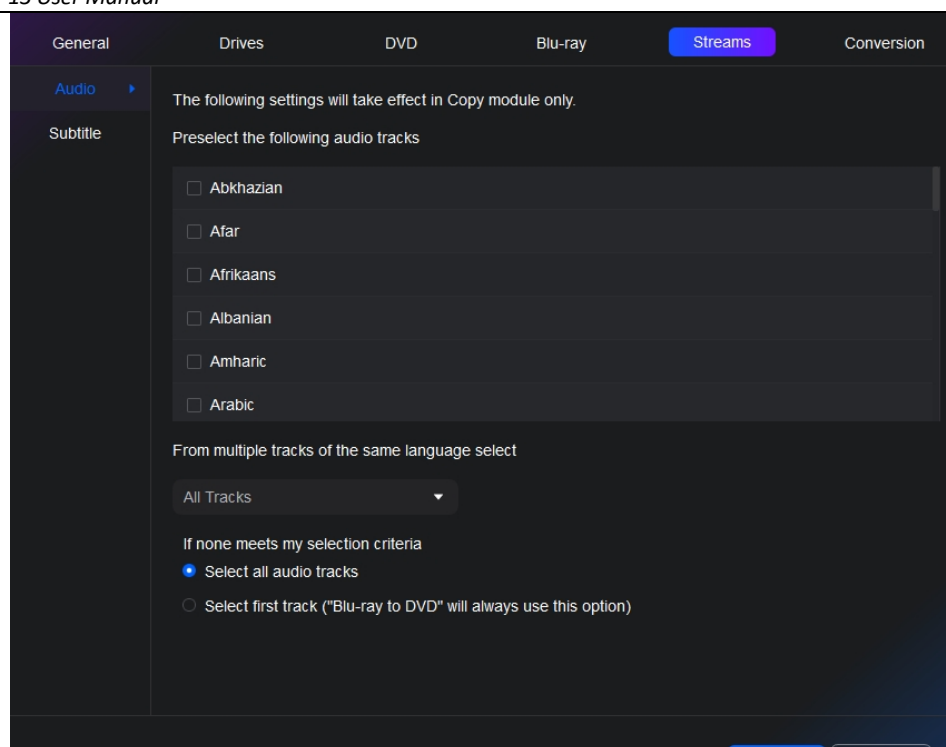 13 User Manual
General Drives DVD Blu-ray Streams Conversion
Audio
Subtitle
The following settings will take effect in Copy module only.
Preselect the following audio tracks
Abkhazian
Afar
Afrikaans
Albanian
Amharic
Arabic
From multiple tracks of the same language select
All Tracks
If none meets my selection criteria
Select all audio tracks
Select first track ("Blu-ray to DVD" will always use this option)